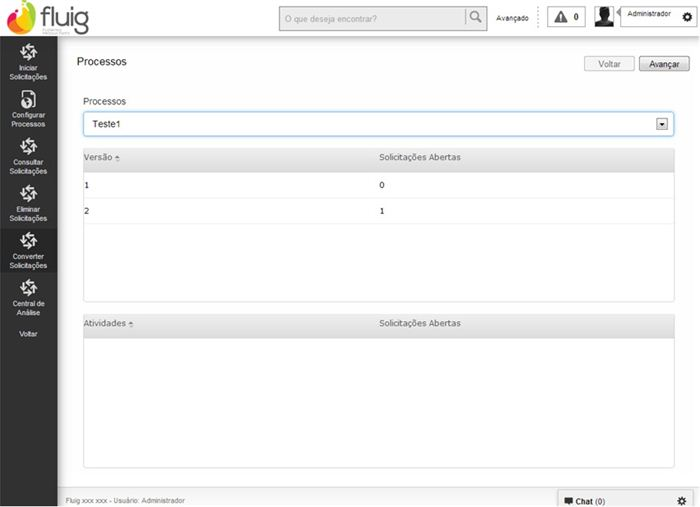 fluig
O que deseja encontrar?
Avançado
0
Administrador
Iniciar
Solicitações
Configurar
Processos
Consultar
Solicitações
Eliminar
Solicitações
Converter
Solicitações
Central de
Análise
Voltar
Processos
Voltar
Avançar
Processos
Teste1
Versão Solicitações Abertas
1 0
2 1
Atividades Solicitações Abertas
Fluig xxx xxx - Usuário: Administrador
Chat (0)